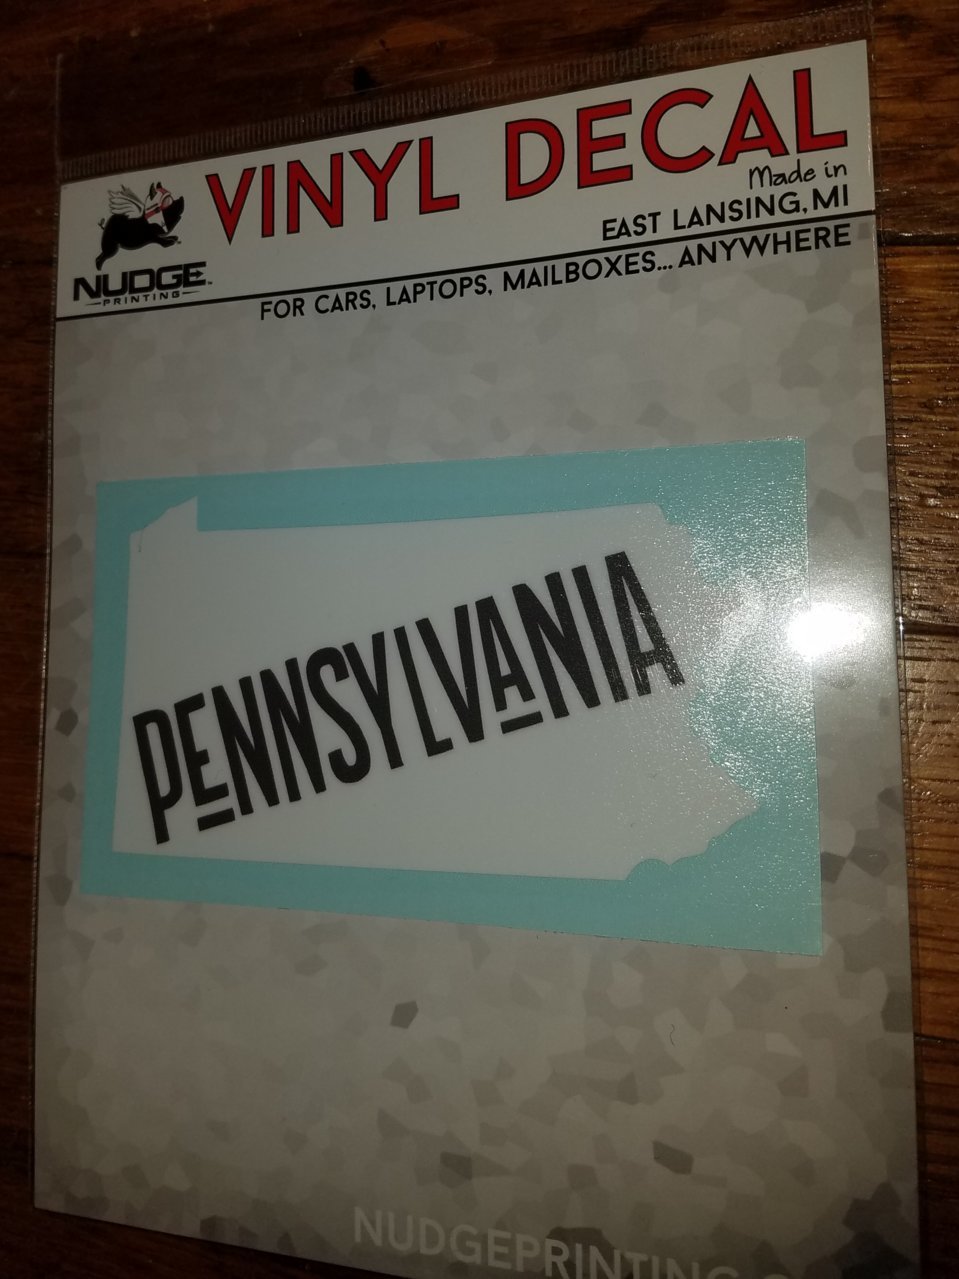 VINYL DECAL
Made in
EAST LANSING, MI
NUDGE
PRINTING
FOR CARS, LAPTOPS, MAILBOXES... ANYWHERE
PENNSYLVANIA
NUDGEPRINTING